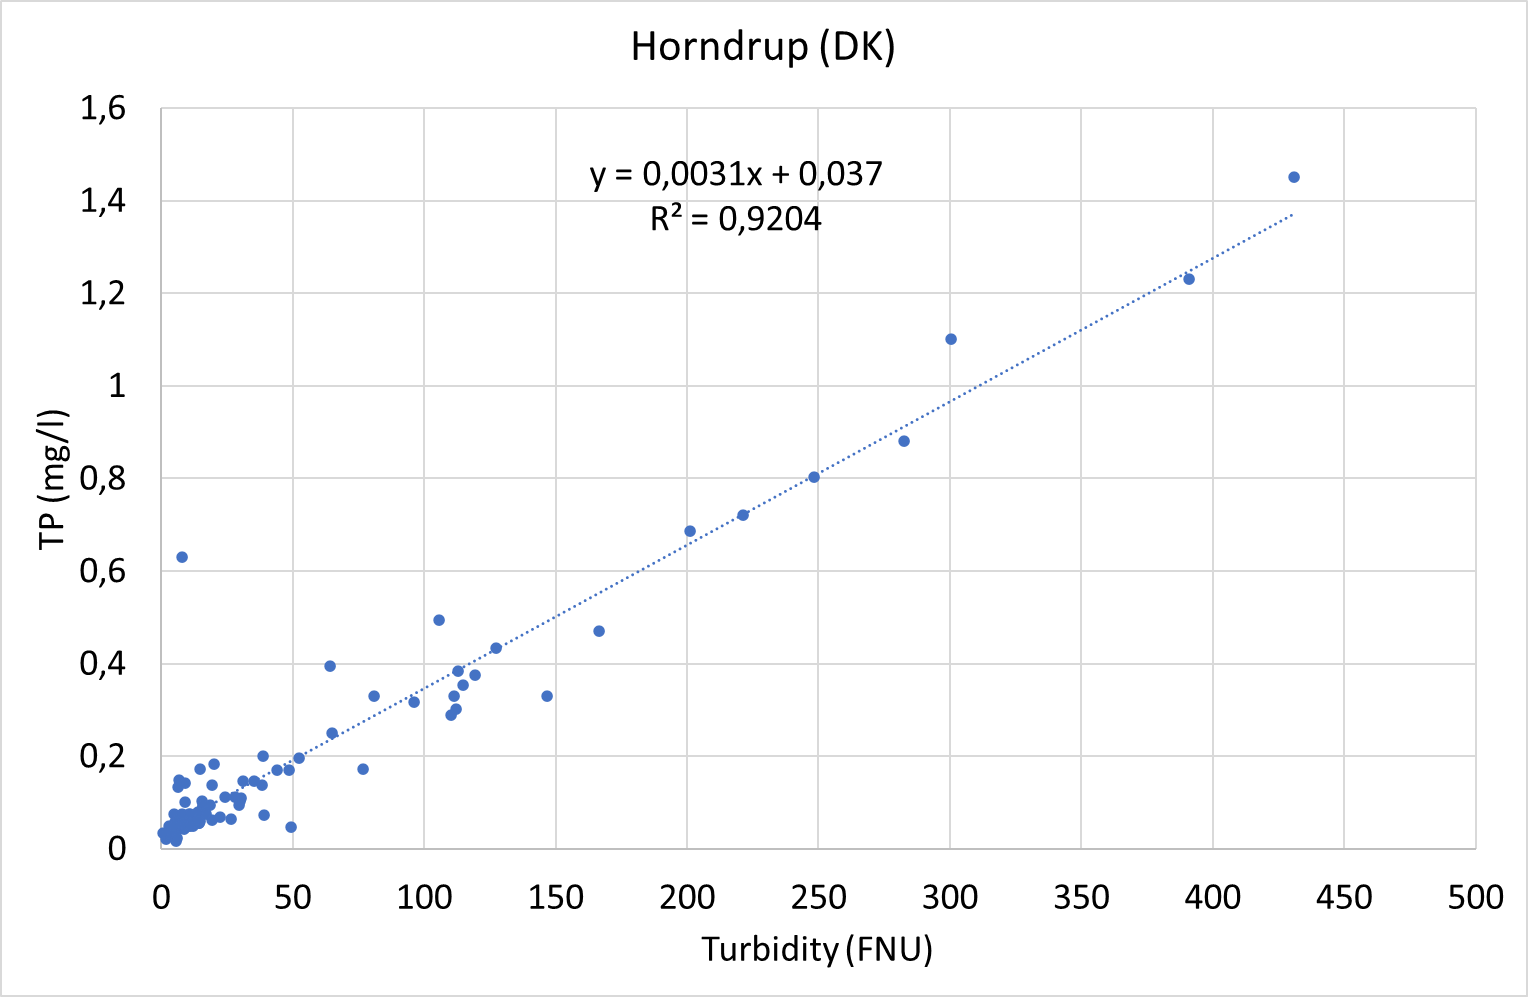 Horndrup (DK)
1,6
y = 0,0031x + 0,037
R² = 0,9204
1,4
1,2
1
0,8
0,6
0,4
0,2
0
TP (mg/l)
0 50 100 150 200 250 300 350 400 450 500
Turbidity (FNU)